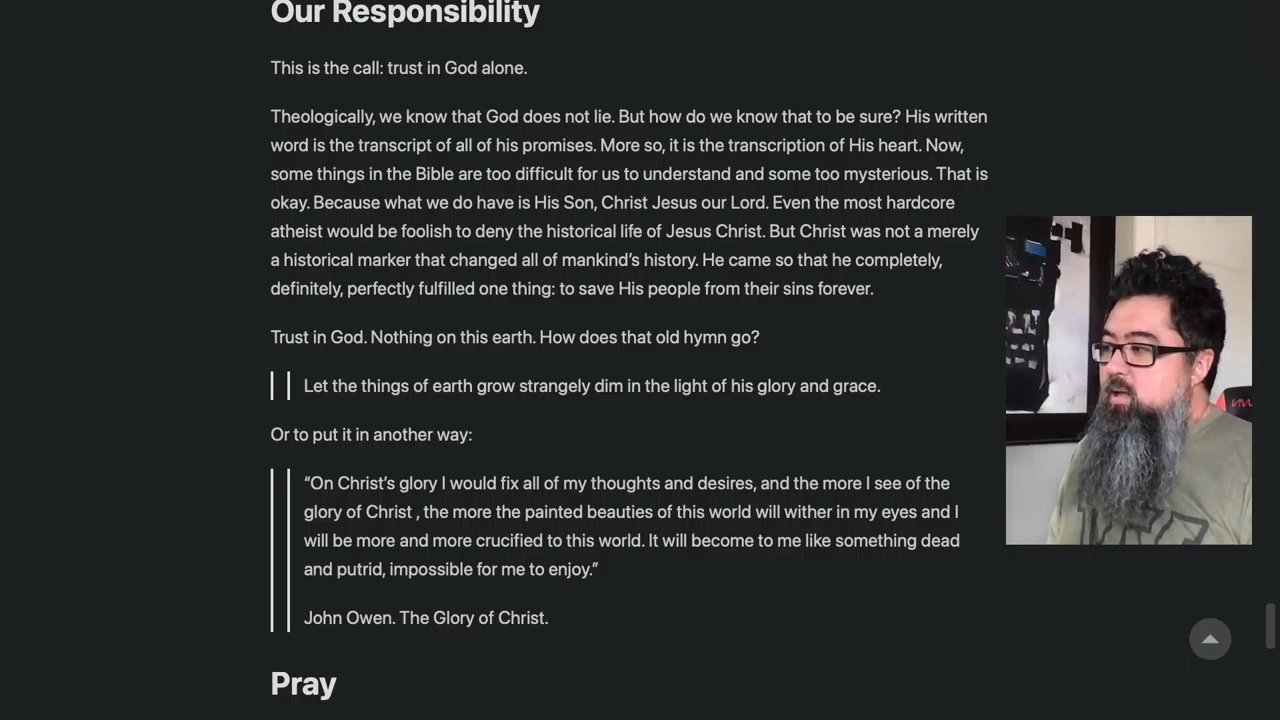 Our Responsibility
This is the call: trust in God alone.
Theologically, we know that God does not lie. But how do we know that to be sure? His written
word is the transcript of all of his promises. More so, it is the transcription of His heart. Now,
some things in the Bible are too difficult for us to understand and some too mysterious. That is
okay. Because what we do have is His Son, Christ Jesus our Lord. Even the most hardcore
atheist would be foolish to deny the historical life of Jesus Christ. But Christ was not a merely
a historical marker that changed all of mankind’s history. He came so that he completely,
definitely, perfectly fulfilled one thing: to save His people from their sins forever.
Trust in God. Nothing on this earth. How does that old hymn go?
Let the things of earth grow strangely dim in the light of his glory and grace.
Or to put it in another way:
“On Christ’s glory I would fix all of my thoughts and desires, and the more I see of the
glory of Christ , the more the painted beauties of this world will wither in my eyes and I
will be more and more crucified to this world. It will become to me like something dead
and putrid, impossible for me to enjoy.”
John Owen. The Glory of Christ.
Pray